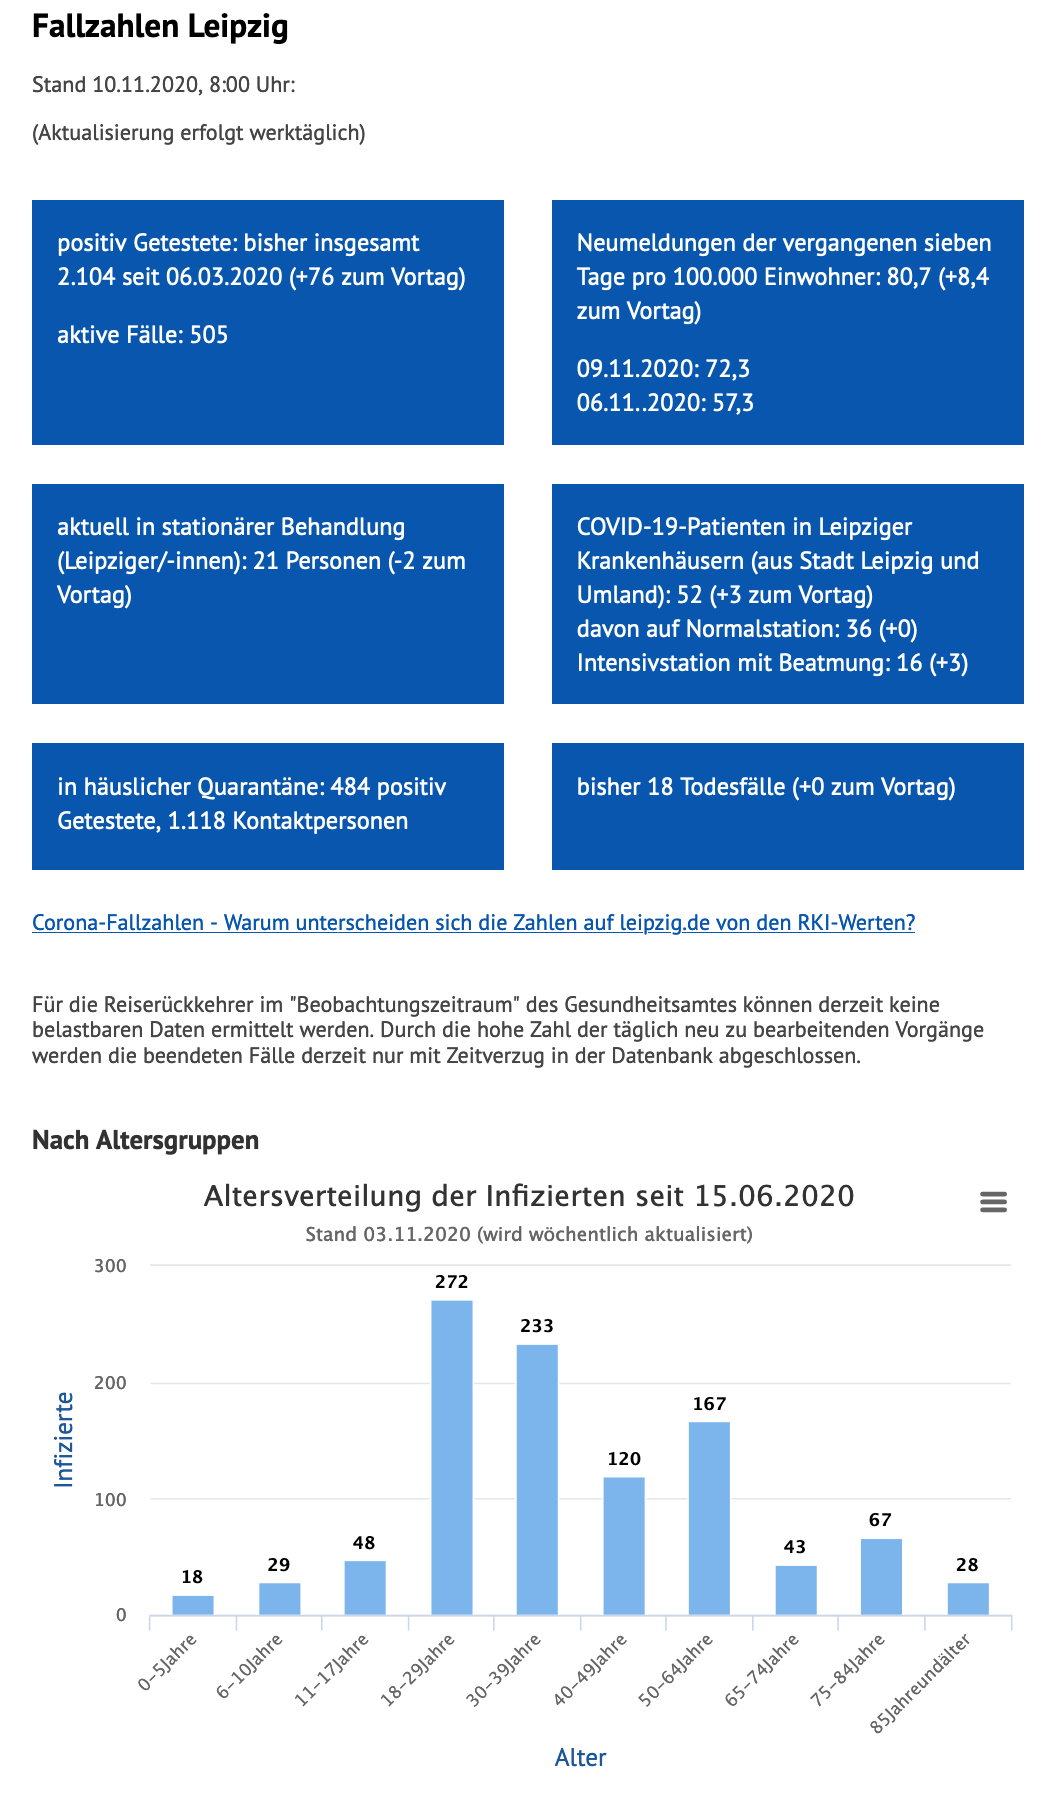 Fallzahlen Leipzig
Stand 10.11.2020, 8:00 Uhr:
(Aktualisierung erfolgt werktäglich)
positiv Getestete: bisher insgesamt
2.104 seit 06.03.2020 (+76 zum Vortag)
aktive Fälle: 505
Neumeldungen der vergangenen sieben
Tage pro 100.000 Einwohner: 80,7 (+8,4
zum Vortag)
09.11.2020: 72,3
06.11..2020: 57,3
aktuell in stationärer Behandlung
(Leipziger/-innen): 21 Personen (-2 zum
Vortag)
COVID-19-Patienten in Leipziger
Krankenhäusern (aus Stadt Leipzig und
Umland): 52 (+3 zum Vortag)
davon auf Normalstation: 36 (+0)
Intensivstation mit Beatmung: 16 (+3)
in häuslicher Quarantäne: 484 positiv
Getestete, 1.118 Kontaktpersonen
bisher 18 Todesfälle (+0 zum Vortag)
Corona-Fallzahlen - Warum unterscheiden sich die Zahlen auf leipzig.de von den RKI-Werten?
Für die Reiserückkehrer im "Beobachtungszeitraum" des Gesundheitsamtes können derzeit keine
belastbaren Daten ermittelt werden. Durch die hohe Zahl der täglich neu zu bearbeitenden Vorgänge
werden die beendeten Fälle derzeit nur mit Zeitverzug in der Datenbank abgeschlossen.
Nach Altersgruppen
Altersverteilung der Infizierten seit 15.06.2020
Stand 03.11.2020 (wird wöchentlich aktualisiert)
Infizierte
300
200
100
0
18
29
48
272
233
120
167
43
67
28
0–5Jahre
6–10Jahre
11–17Jahre
18–29Jahre
30–39Jahre
40–49Jahre
50–64Jahre
65–74Jahre
75–84Jahre
85Jahreundälter
Alter